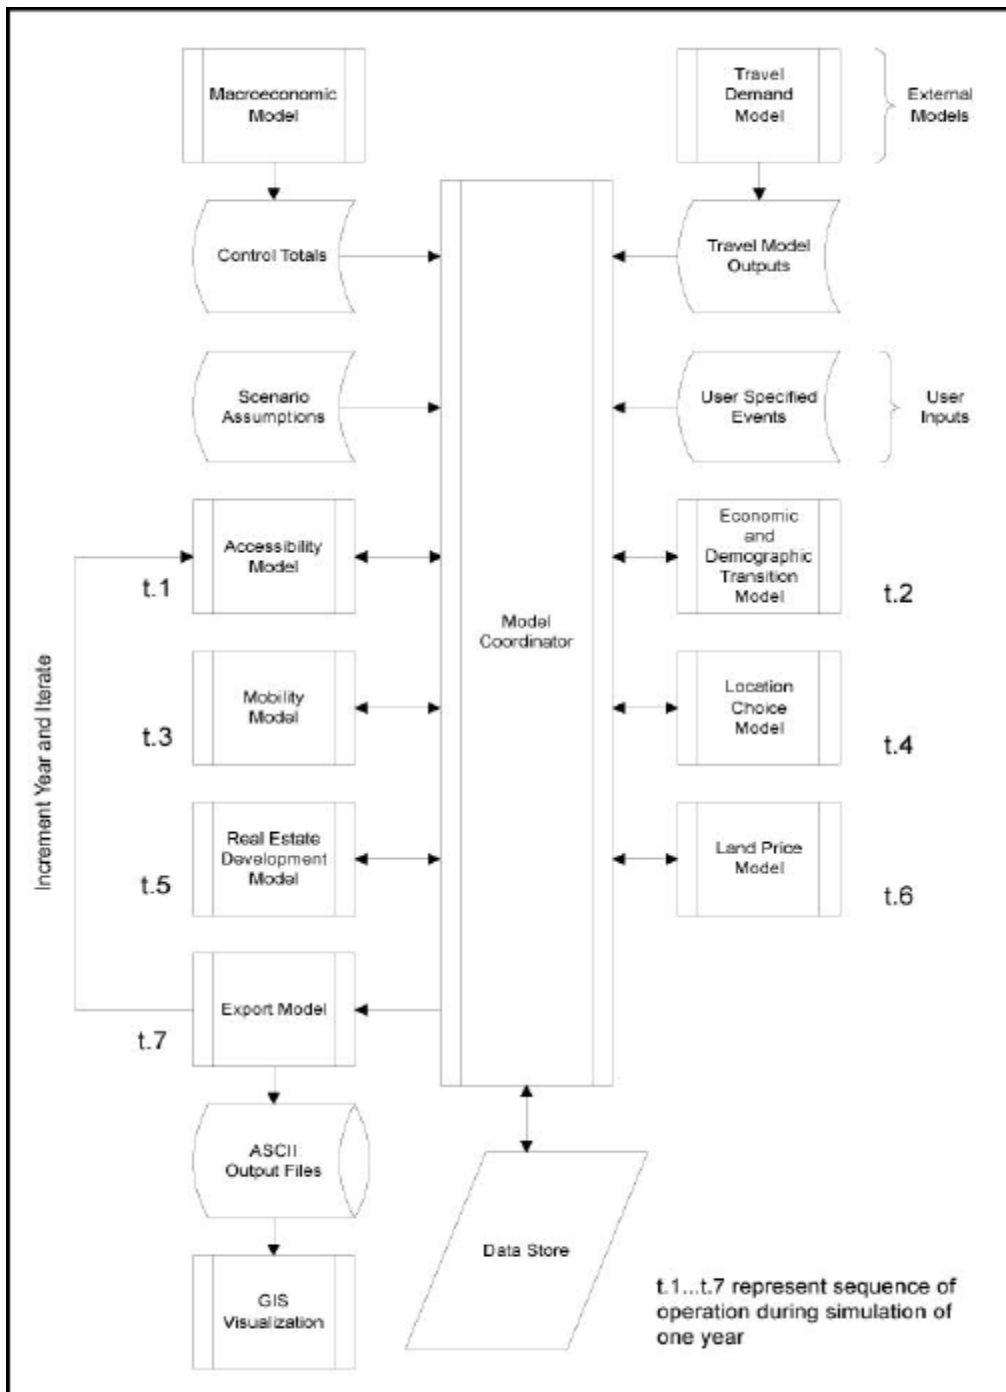 Macroeconomic
Model
Travel
Demand
Model
External
Models
Control Totals
Travel Model
Outputs
Scenario
Assumptions
User Specified
Events
User
Inputs
Accessibility
Model
t.1
Economic
and
Demographic
Transition
Model
t.2
Model
Coordinator
Increment Year and Iterate
Mobility
Model
t.3
Location
Choice
Model
t.4
Real Estate
Development
Model
t.5
Land Price
Model
t.6
Export Model
t.7
ASCII
Output Files
Data Store
GIS
Visualization
t.1...t.7 represent sequence of
operation during simulation of
one year